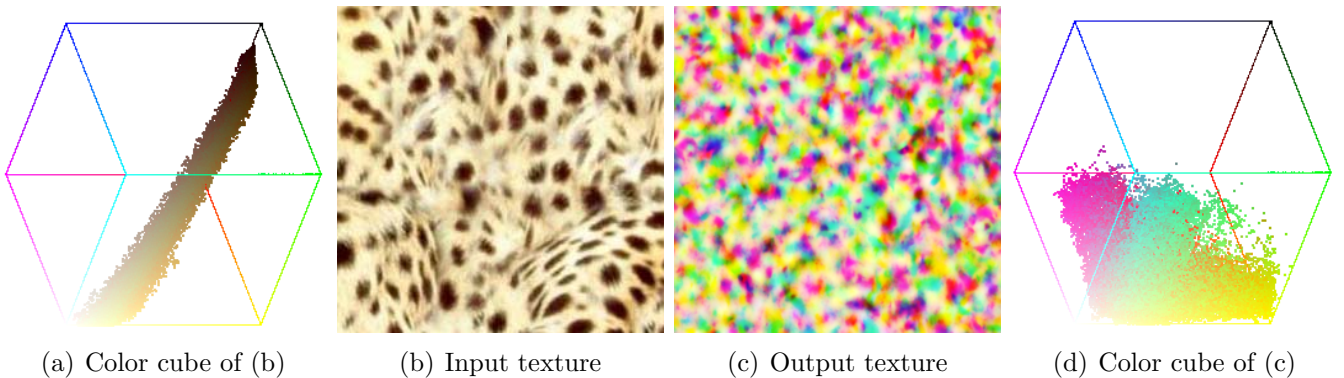 (a) Color cube of (b)
(b) Input texture
(c) Output texture
(d) Color cube of (c)